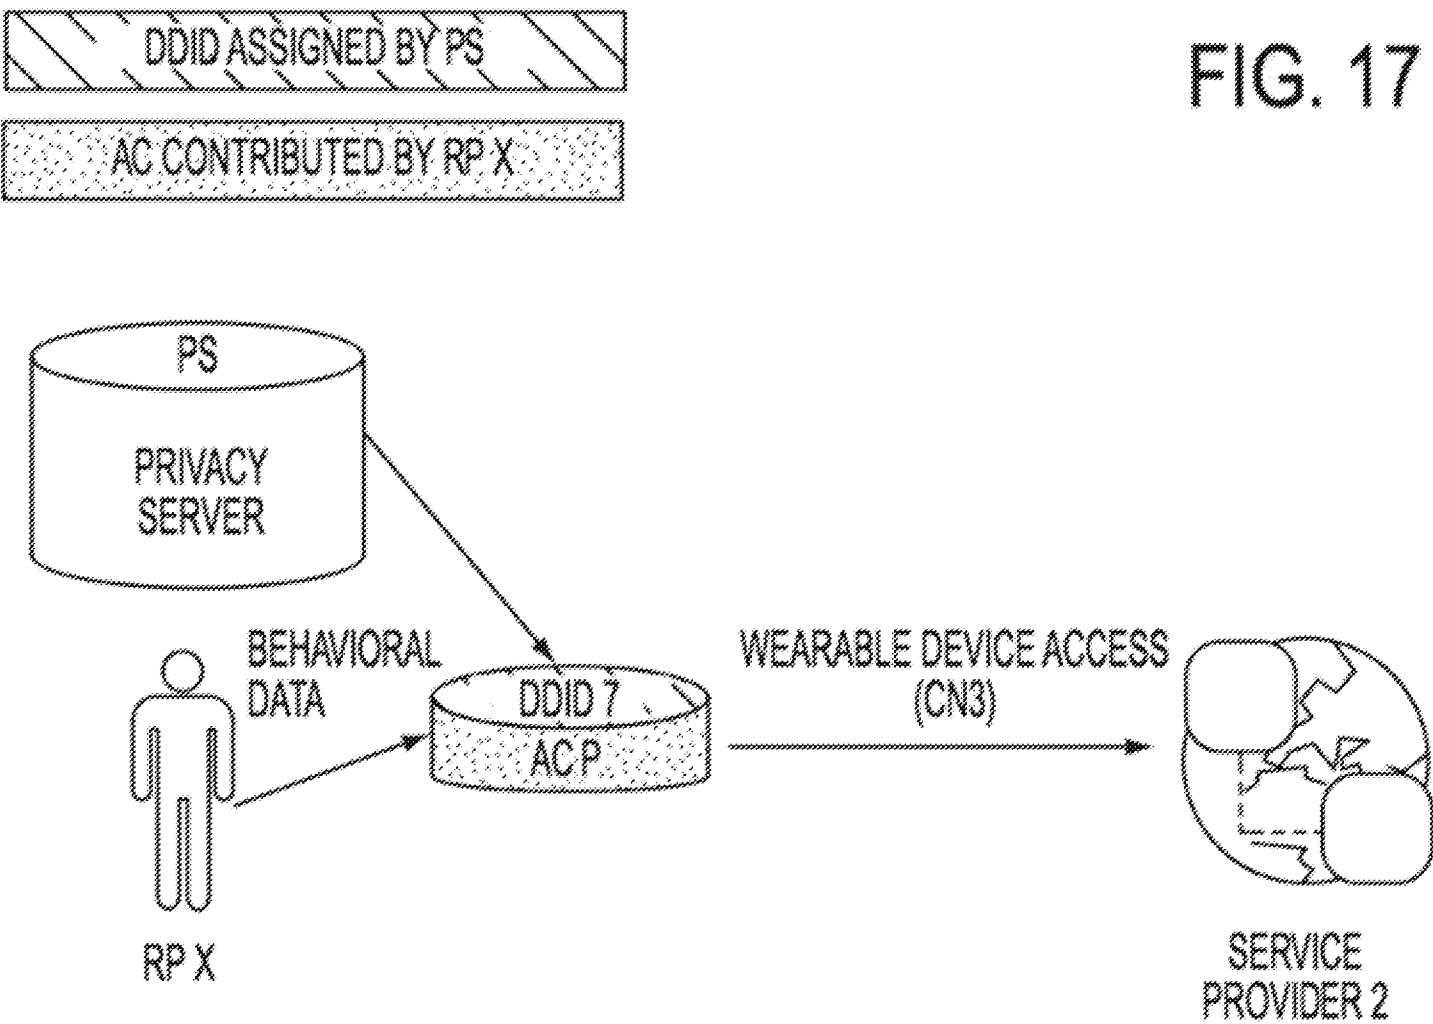 DDID ASSIGNED BY PS
FIG. 17
AC CONTRIBUTED BY RP X
PS
PRIVACY
SERVER
BEHAVIORAL
DATA
DDID 7
AC P
WEARABLE DEVICE ACCESS
(CN3)
RP X
SERVICE
PROVIDER 2